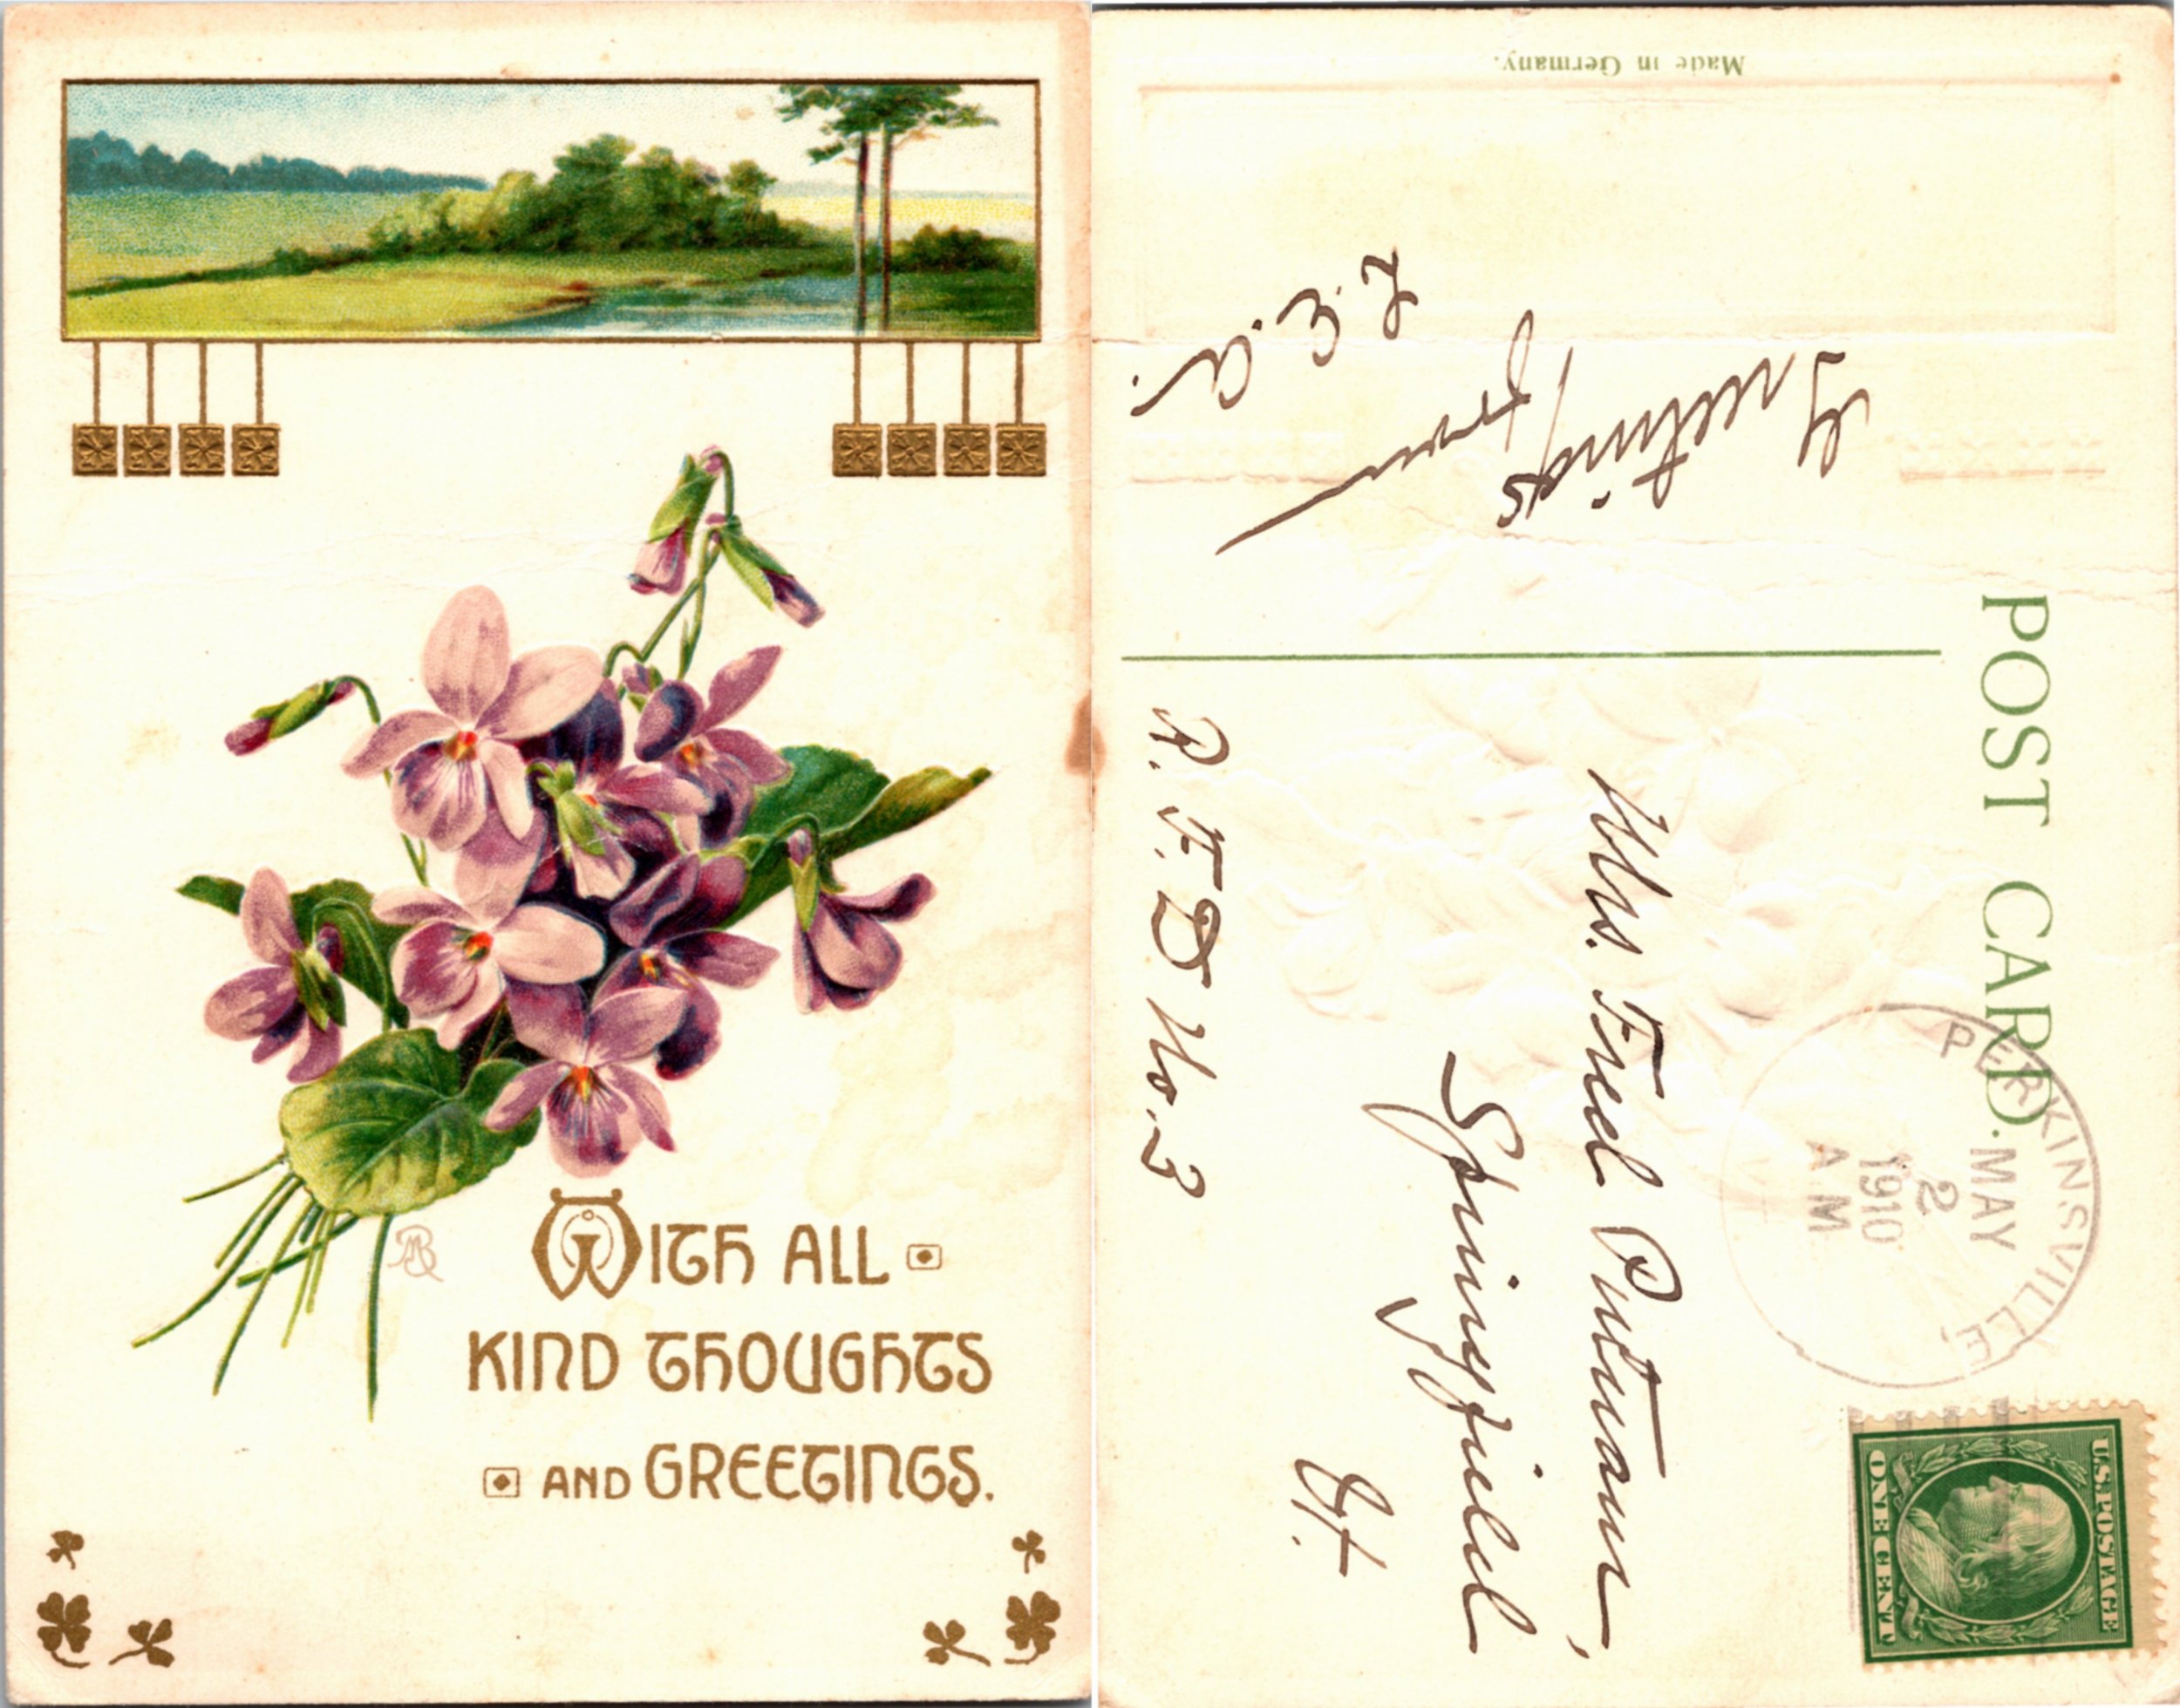 WITH ALL
KIND THOUGHTS
AND GREETINGS.
MB
Made in Germany.
POST CARD.
PERKINSVILLE,
MAY
2
1910
A M
U.S. POSTAGE
ONE CENT
Greetings
from
L. E. A.
Mrs. Fred Putnam,
Springfield
Vt.
R. F. D No. 3